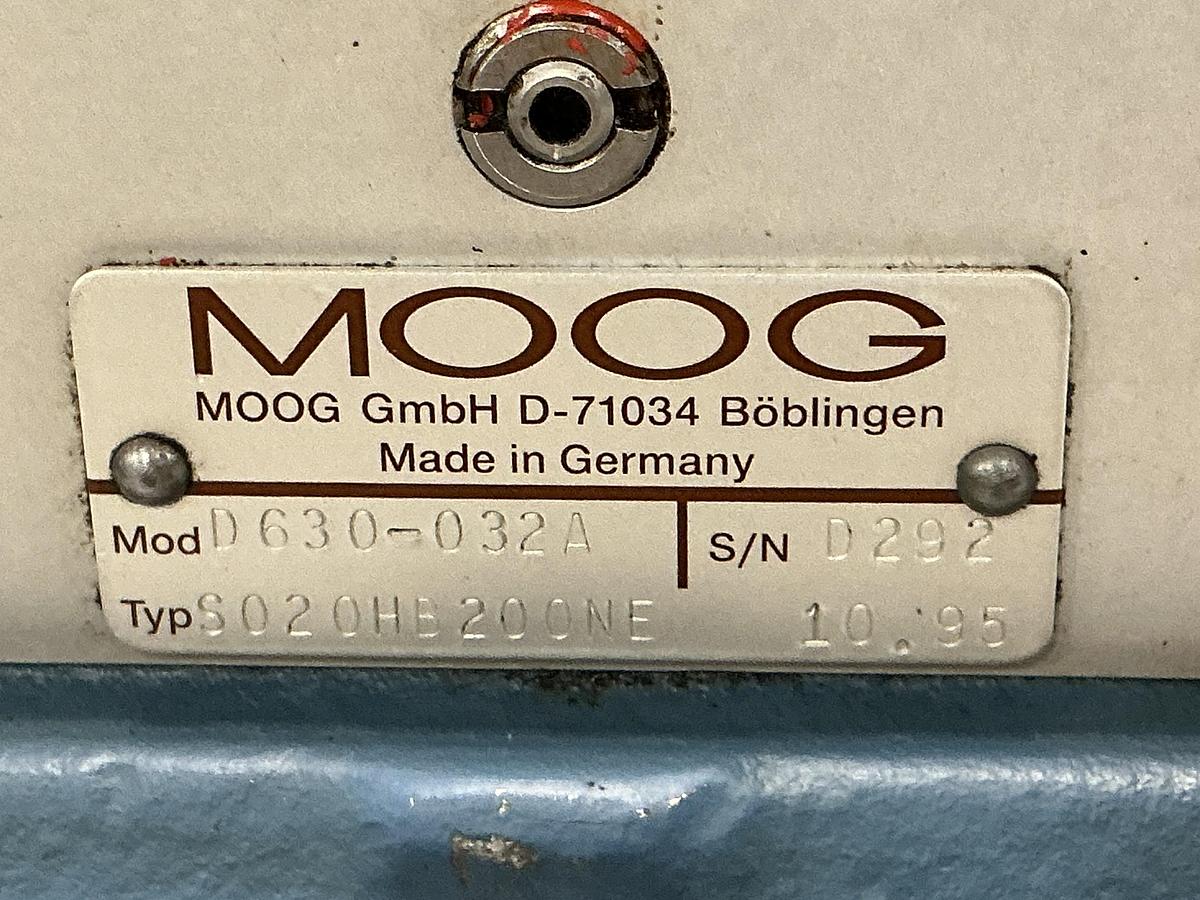 MOOG
MOOG GmbH D-71034 Böblingen
Made in Germany
Mod D630-032A S/N D292
Typ S020HB200NE 10.'95